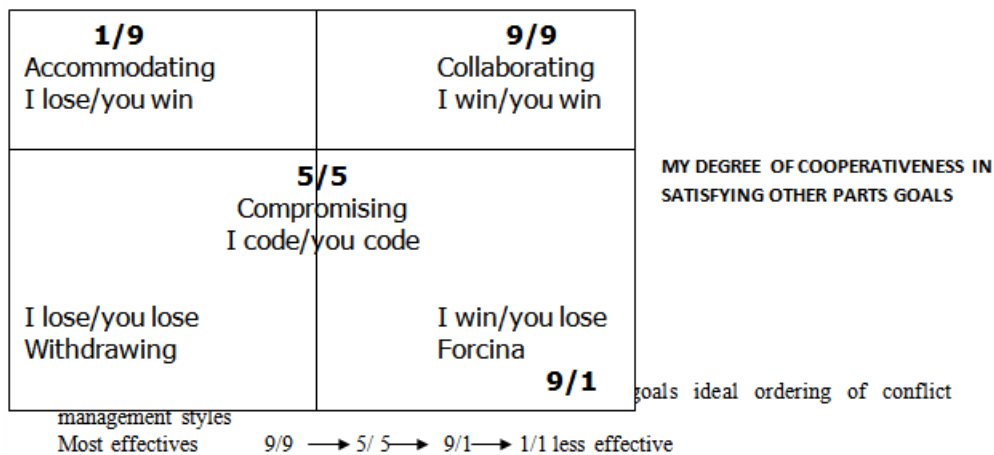 1/9 9/9
Accommodating Collaborating
I lose/you win I win/you win
MY DEGREE OF COOPERATIVENESS IN
SATISFYING OTHER PARTS GOALS
5/5
Compromising
I code/you code
I lose/you lose I win/you lose
Withdrawing Forcina
9/1
goals ideal ordering of conflict
management styles
Most effectives 9/9 → 5/ 5 → 9/1 → 1/1 less effective